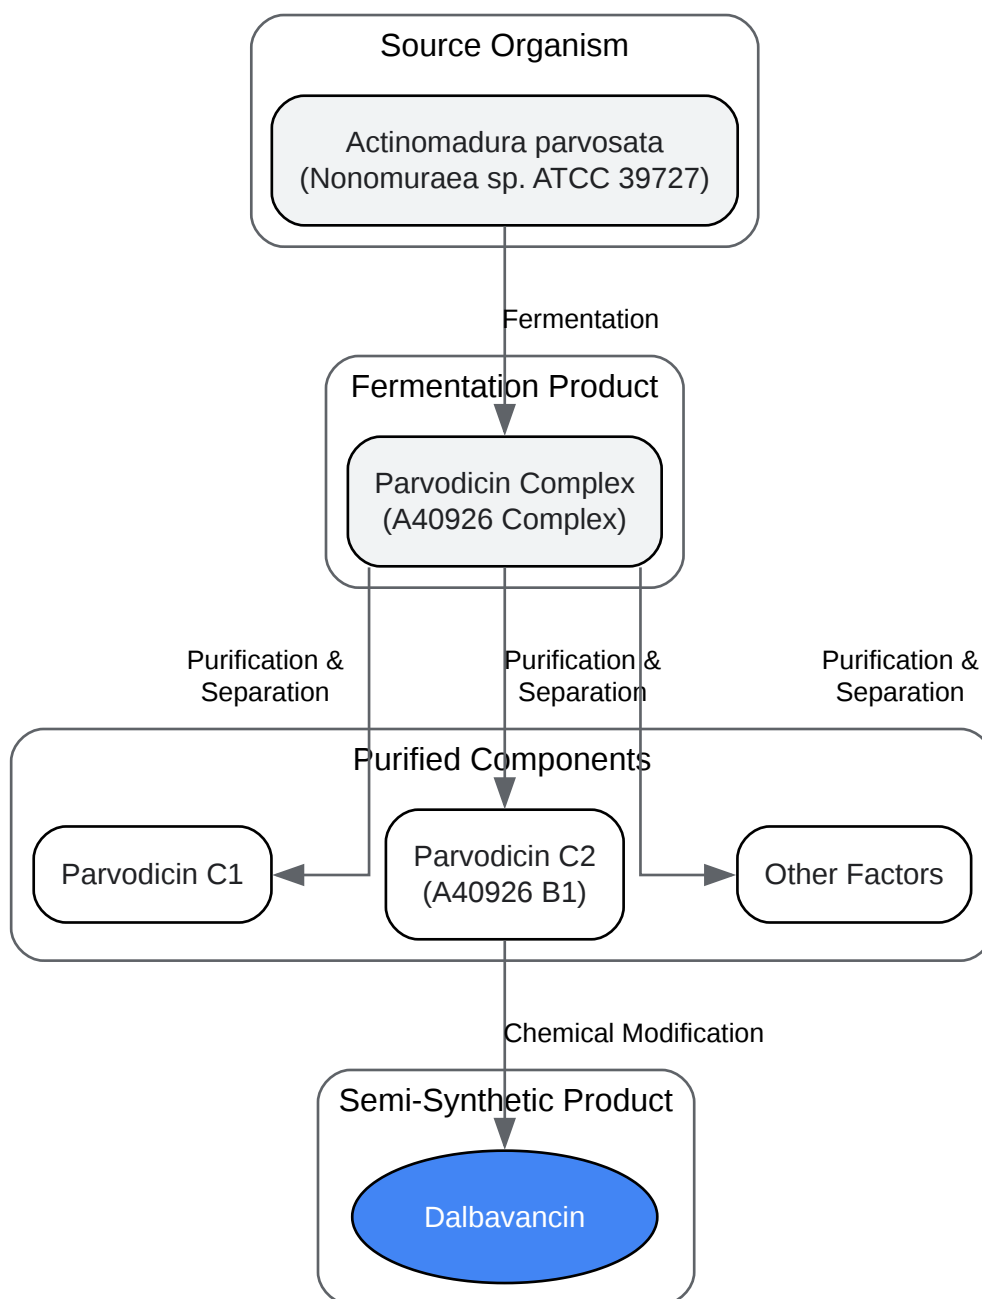 Source Organism
Actinomadura parvosata
(Nonomuraea sp. ATCC 39727)
Fermentation
Fermentation Product
Parvodicin Complex
(A40926 Complex)
Purification &
Separation
Purification &
Separation
Purification &
Separation
Purified Components
Parvodicin C1
Parvodicin C2
(A40926 B1)
Other Factors
Chemical Modification
Semi-Synthetic Product
Dalbavancin